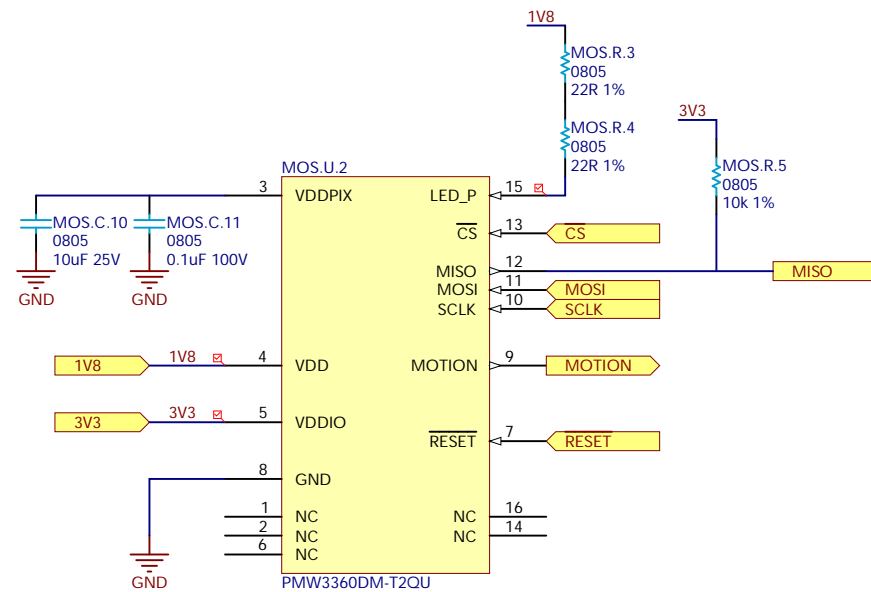 1V8
MOS.R.3
0805
22R 1%
MOS.R.4
0805
22R 1%
3V3
MOS.R.5
0805
10k 1%
MOS.U.2
3 VDDPIX
LED_P 15
MOS.C.10
0805
10uF 25V
MOS.C.11
0805
0.1uF 100V
GND
GND
CS 13 CS
MISO 12 MISO
MOSI 11 MOSI
SCLK 10 SCLK
1V8 1V8 4 VDD
MOTION 9 MOTION
3V3 3V3 5 VDDIO
RESET 7 RESET
8 GND
1 NC
2 NC
6 NC
NC 16
NC 14
GND
PMW3360DM-T2QU